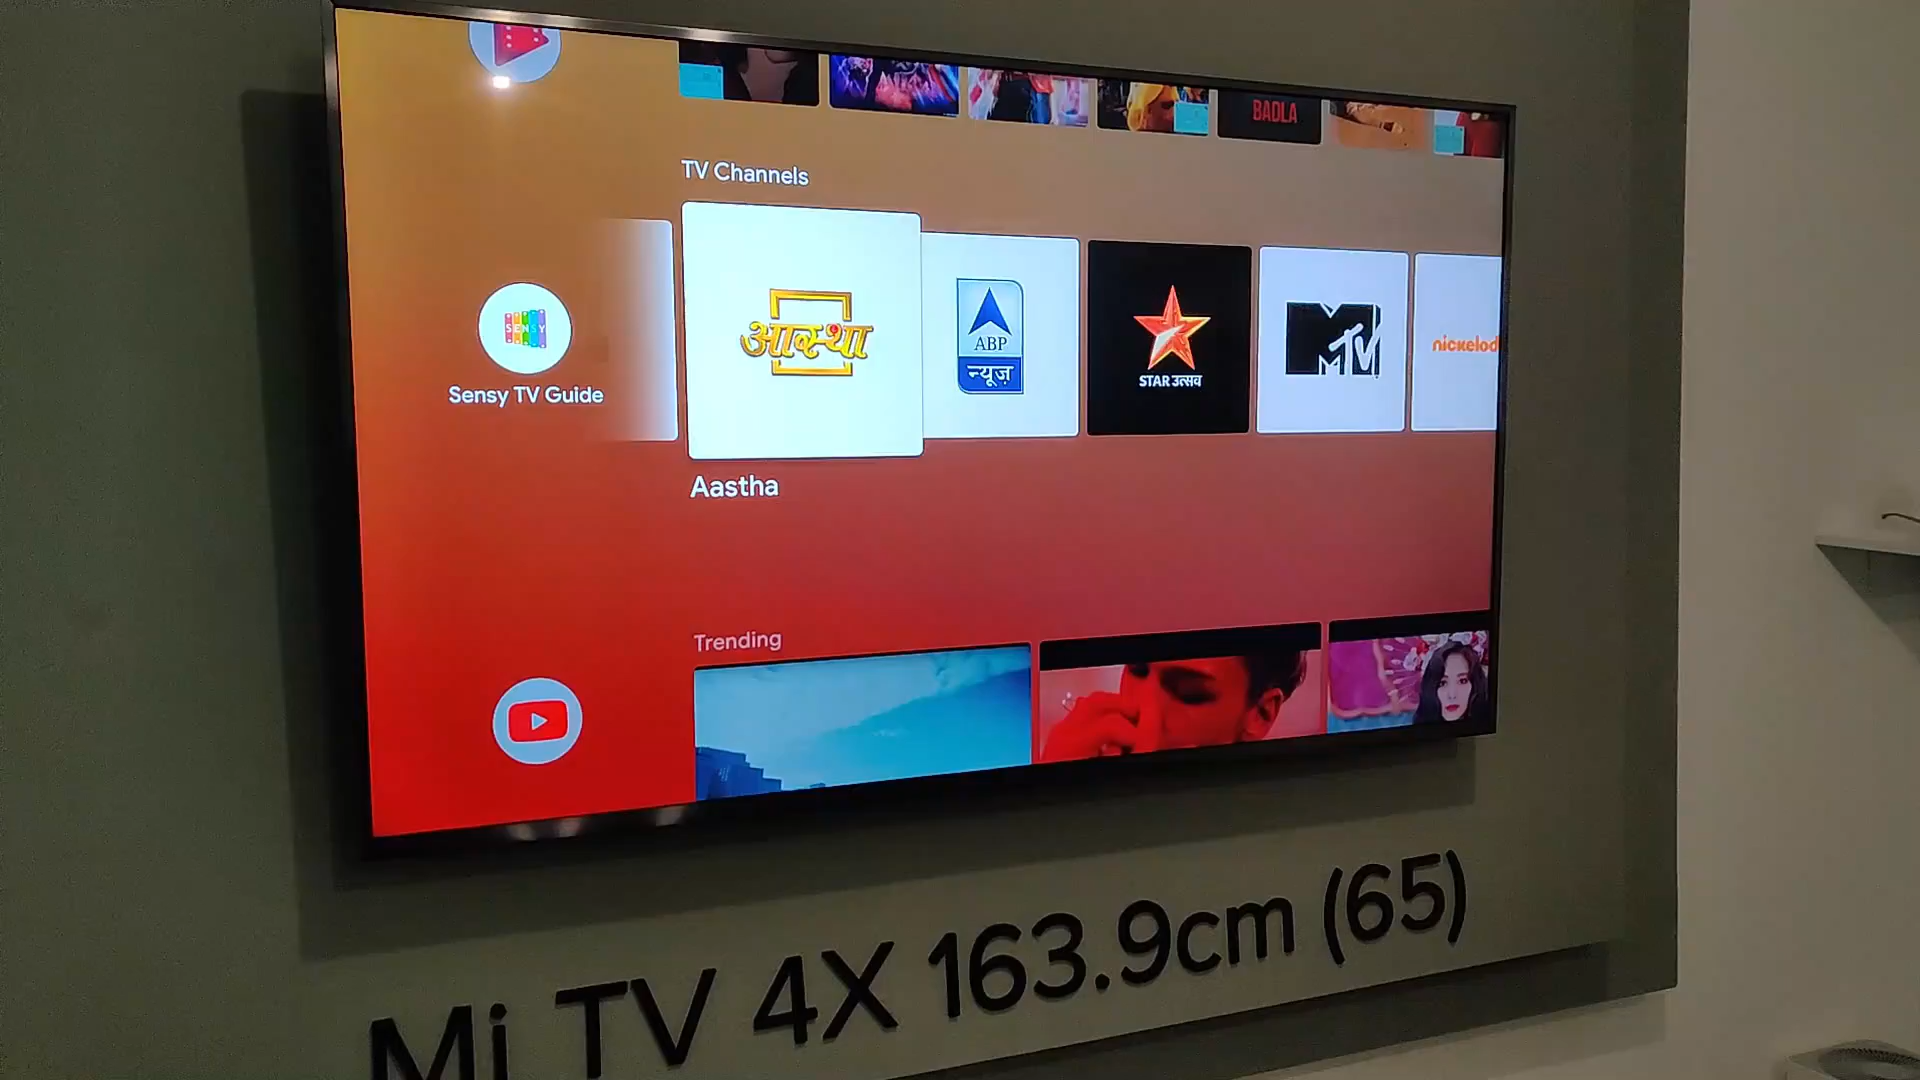 BADLA
TV Channels
SENSY
Sensy TV Guide
आस्था
ABP
न्यूज़
STAR उत्सव
MTV
nickelod
Aastha
Trending
Mi TV 4X 163.9cm (65)